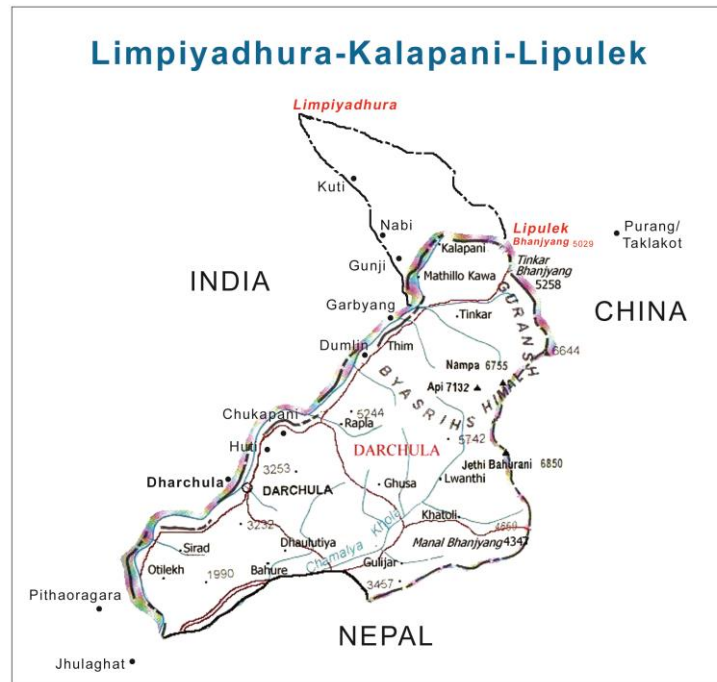 Limpiyadhura-Kalapani-Lipulek
Limpiyadhura
Kuti
Nabi
Gunji
Lipulek
Bhanjyang 5029
Purang/
Taklakot
Kalapani
Tinkar
Bhanjyang
5258
Mathillo Kawa
INDIA
CHINA
GURANSH HIMAL
Garbyang
Tinkar
Dumlin
Thim
6644
Nampa 6755
BYASRIHS
Api 7132
Chukapani
5244
Rapla
5742
Huti
DARCHULA
3253
Jethi Bahurani 6850
Dharchula
DARCHULA
Ghusa
Lwanthi
Khatoli
3232
Chamalya Khola
Manal Bhanjyang 4347
Sirad
Dhaulutiya
Otilekh
1990
Bahure
Gulijar
3457
Pithaoragara
NEPAL
Jhulaghat